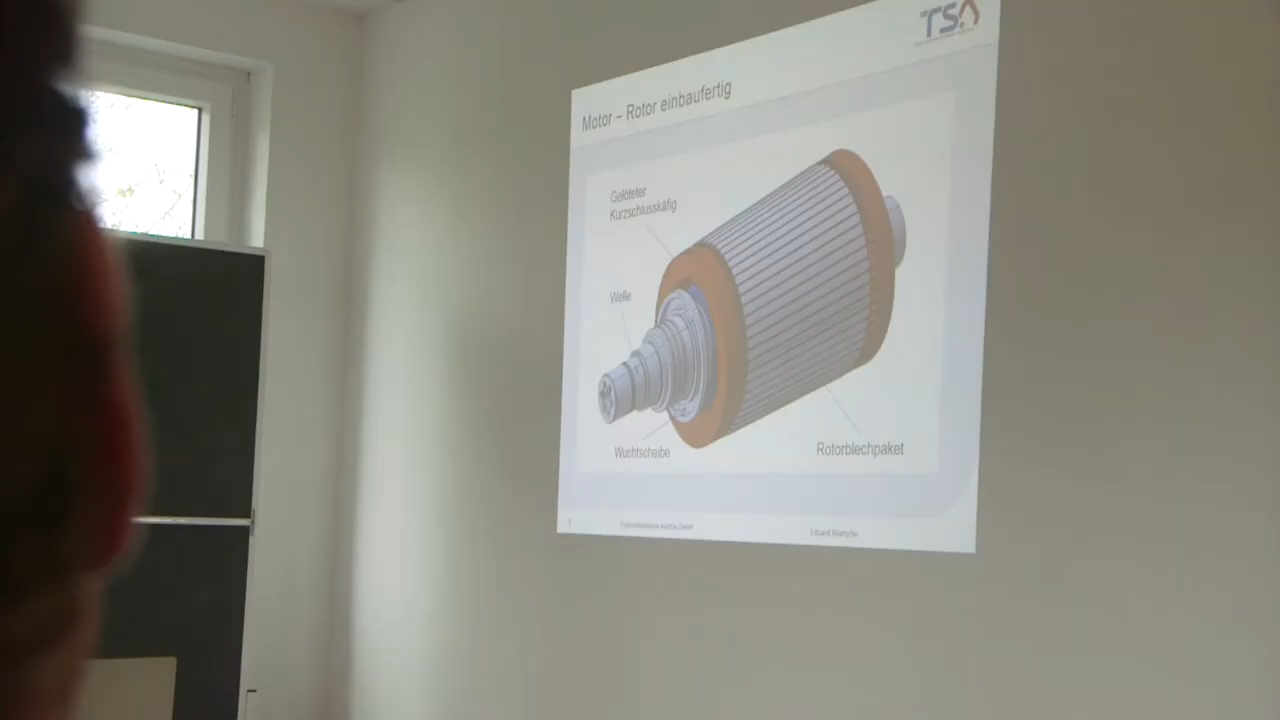 TSA
Motor – Rotor einbaufertig
Gelöteter
Kurzschlusskäfig
Welle
Wuchtscheibe
Rotorblechpaket